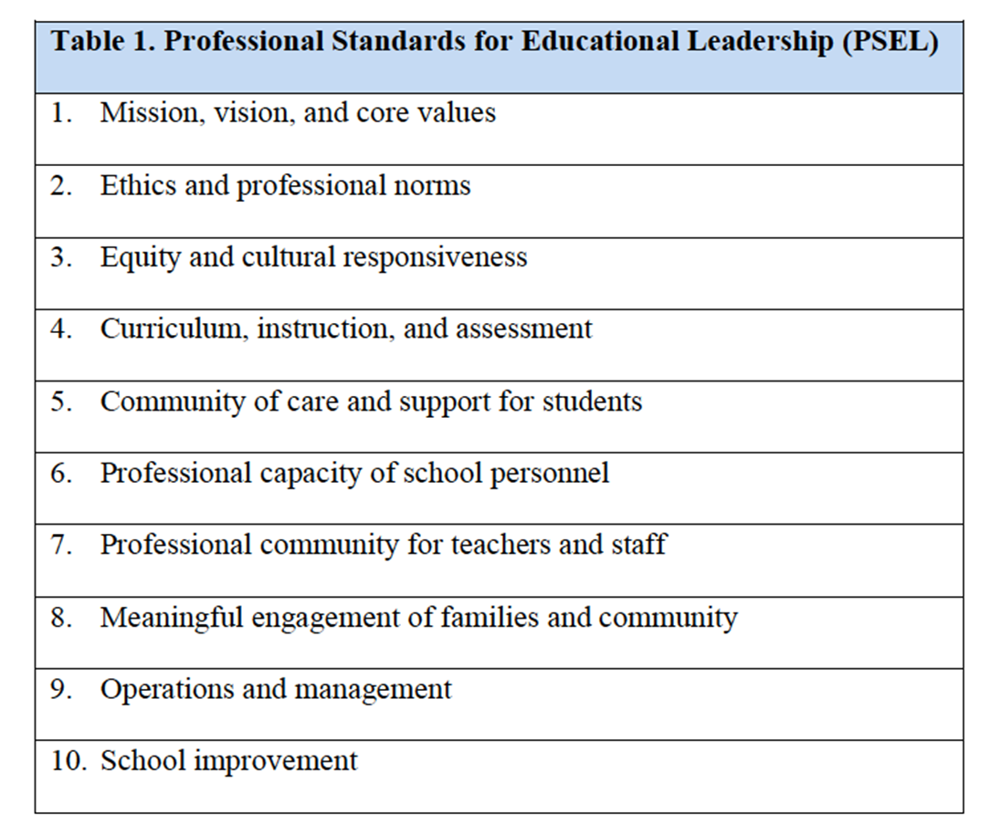 Table 1. Professional Standards for Educational Leadership (PSEL)
1. Mission, vision, and core values
2. Ethics and professional norms
3. Equity and cultural responsiveness
4. Curriculum, instruction, and assessment
5. Community of care and support for students
6. Professional capacity of school personnel
7. Professional community for teachers and staff
8. Meaningful engagement of families and community
9. Operations and management
10. School improvement